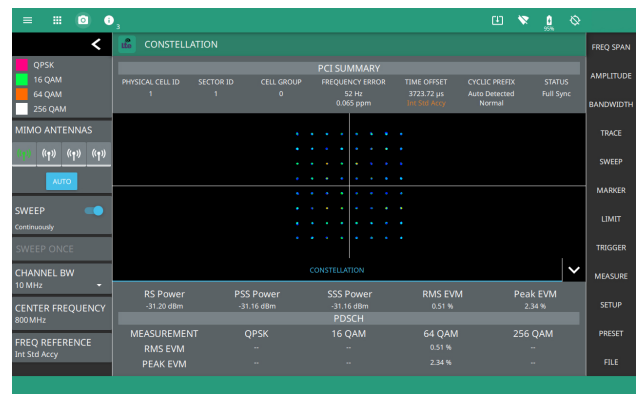 3
95%
CONSTELLATION
FREQ SPAN
AMPLITUDE
BANDWIDTH
TRACE
SWEEP
MARKER
LIMIT
TRIGGER
MEASURE
SETUP
PRESET
FILE
QPSK
16 QAM
64 QAM
256 QAM
MIMO ANTENNAS
AUTO
SWEEP
Continuously
SWEEP ONCE
CHANNEL BW
10 MHz
CENTER FREQUENCY
800 MHz
FREQ REFERENCE
Int Std Accy
PCI SUMMARY
PHYSICAL CELL ID SECTOR ID CELL GROUP FREQUENCY ERROR TIME OFFSET CYCLIC PREFIX STATUS
1 1 0 52 Hz 3723.72 µs Auto Detected Full Sync
0.065 ppm Int Std Accy Normal
CONSTELLATION
RS Power PSS Power SSS Power RMS EVM Peak EVM
-31.20 dBm -31.16 dBm -31.16 dBm 0.51 % 2.34 %
PDSCH
MEASUREMENT QPSK 16 QAM 64 QAM 256 QAM
RMS EVM -- -- 0.51 % --
PEAK EVM -- -- 2.34 % --